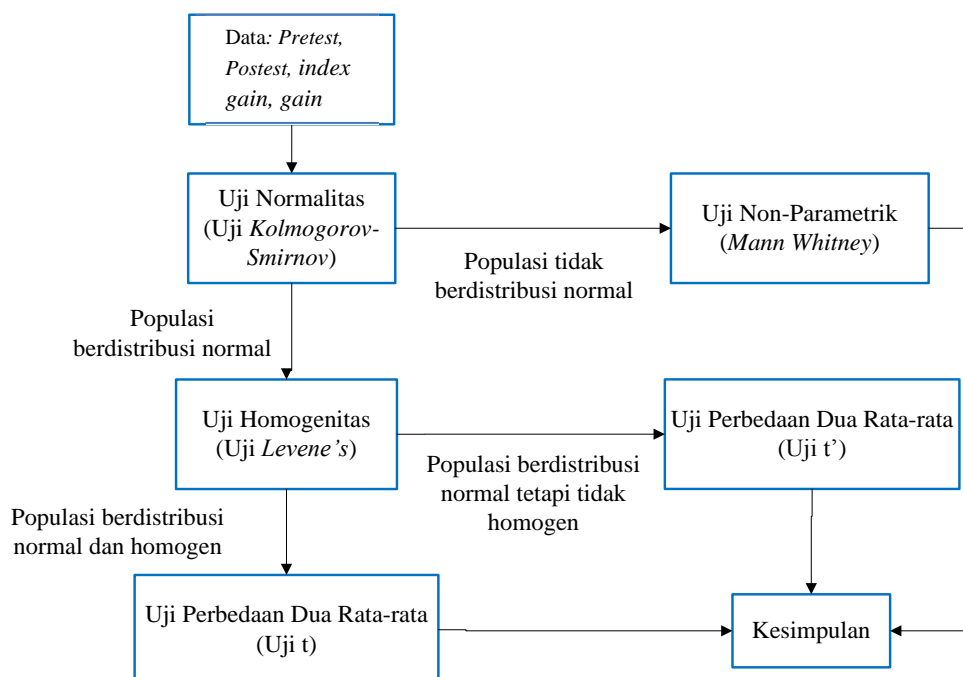 Data: Pretest,
Postest, index
gain, gain
Uji Normalitas
(Uji Kolmogorov-
Smirnov)
Populasi tidak
berdistribusi normal
Uji Non-Parametrik
(Mann Whitney)
Populasi
berdistribusi normal
Uji Homogenitas
(Uji Levene’s)
Populasi berdistribusi
normal tetapi tidak
homogen
Uji Perbedaan Dua Rata-rata
(Uji t’)
Populasi berdistribusi
normal dan homogen
Uji Perbedaan Dua Rata-rata
(Uji t)
Kesimpulan